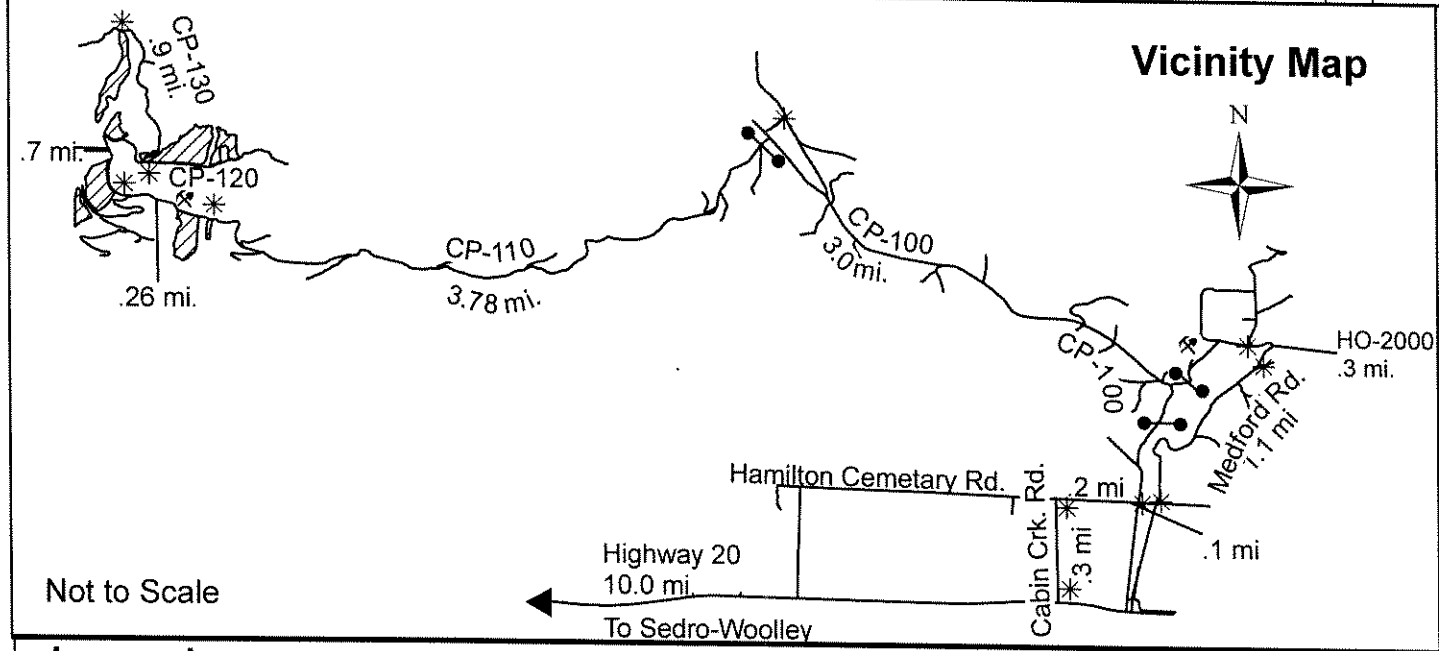 Vicinity Map
N
CP-130
.9 mi.
.7 mi.
CP-120
.26 mi.
CP-110
3.78 mi.
CP-100
3.0 mi.
CP-100
HO-2000
.3 mi.
Medford Rd.
1.1 mi
Hamilton Cemetary Rd.
.2 mi
Cabin Crk. Rd.
.3 mi
.1 mi
Highway 20
10.0 mi.
To Sedro-Woolley
Not to Scale